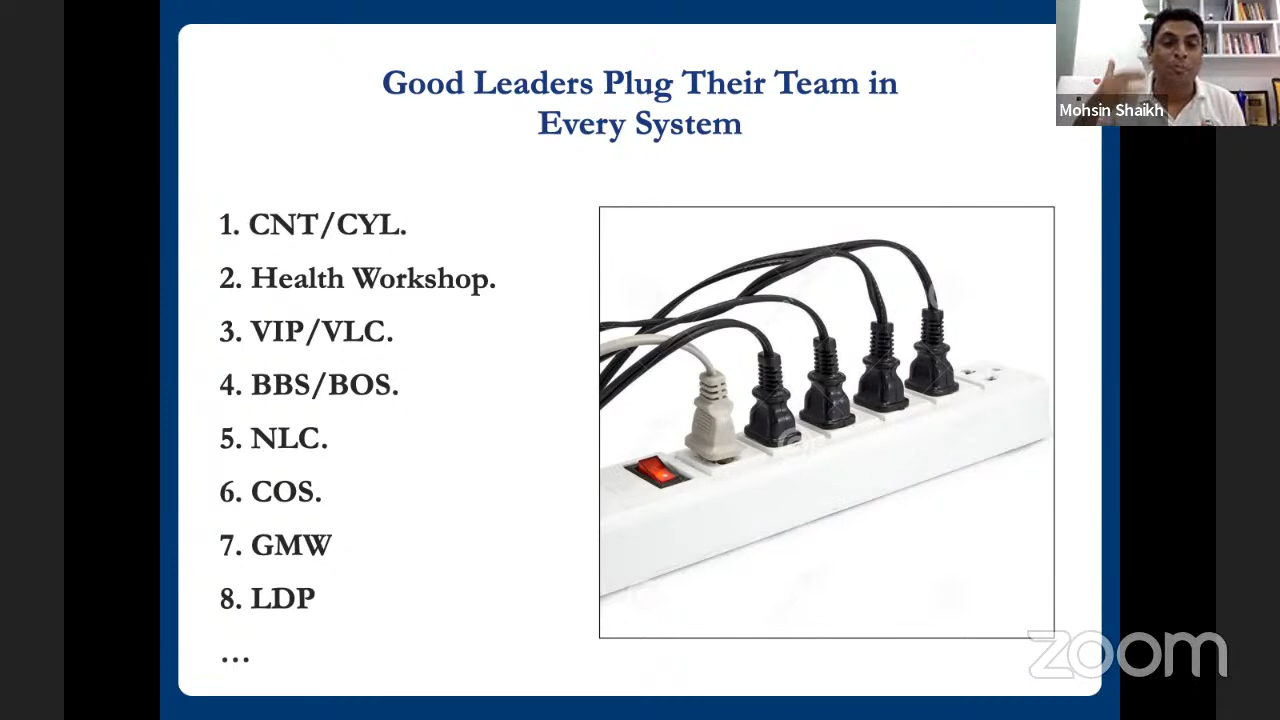 Good Leaders Plug Their Team in
Every System
1. CNT/CYL.
2. Health Workshop.
3. VIP/VLC.
4. BBS/BOS.
5. NLC.
6. COS.
7. GMW
8. LDP
...
Mohsin Shaikh
zoom